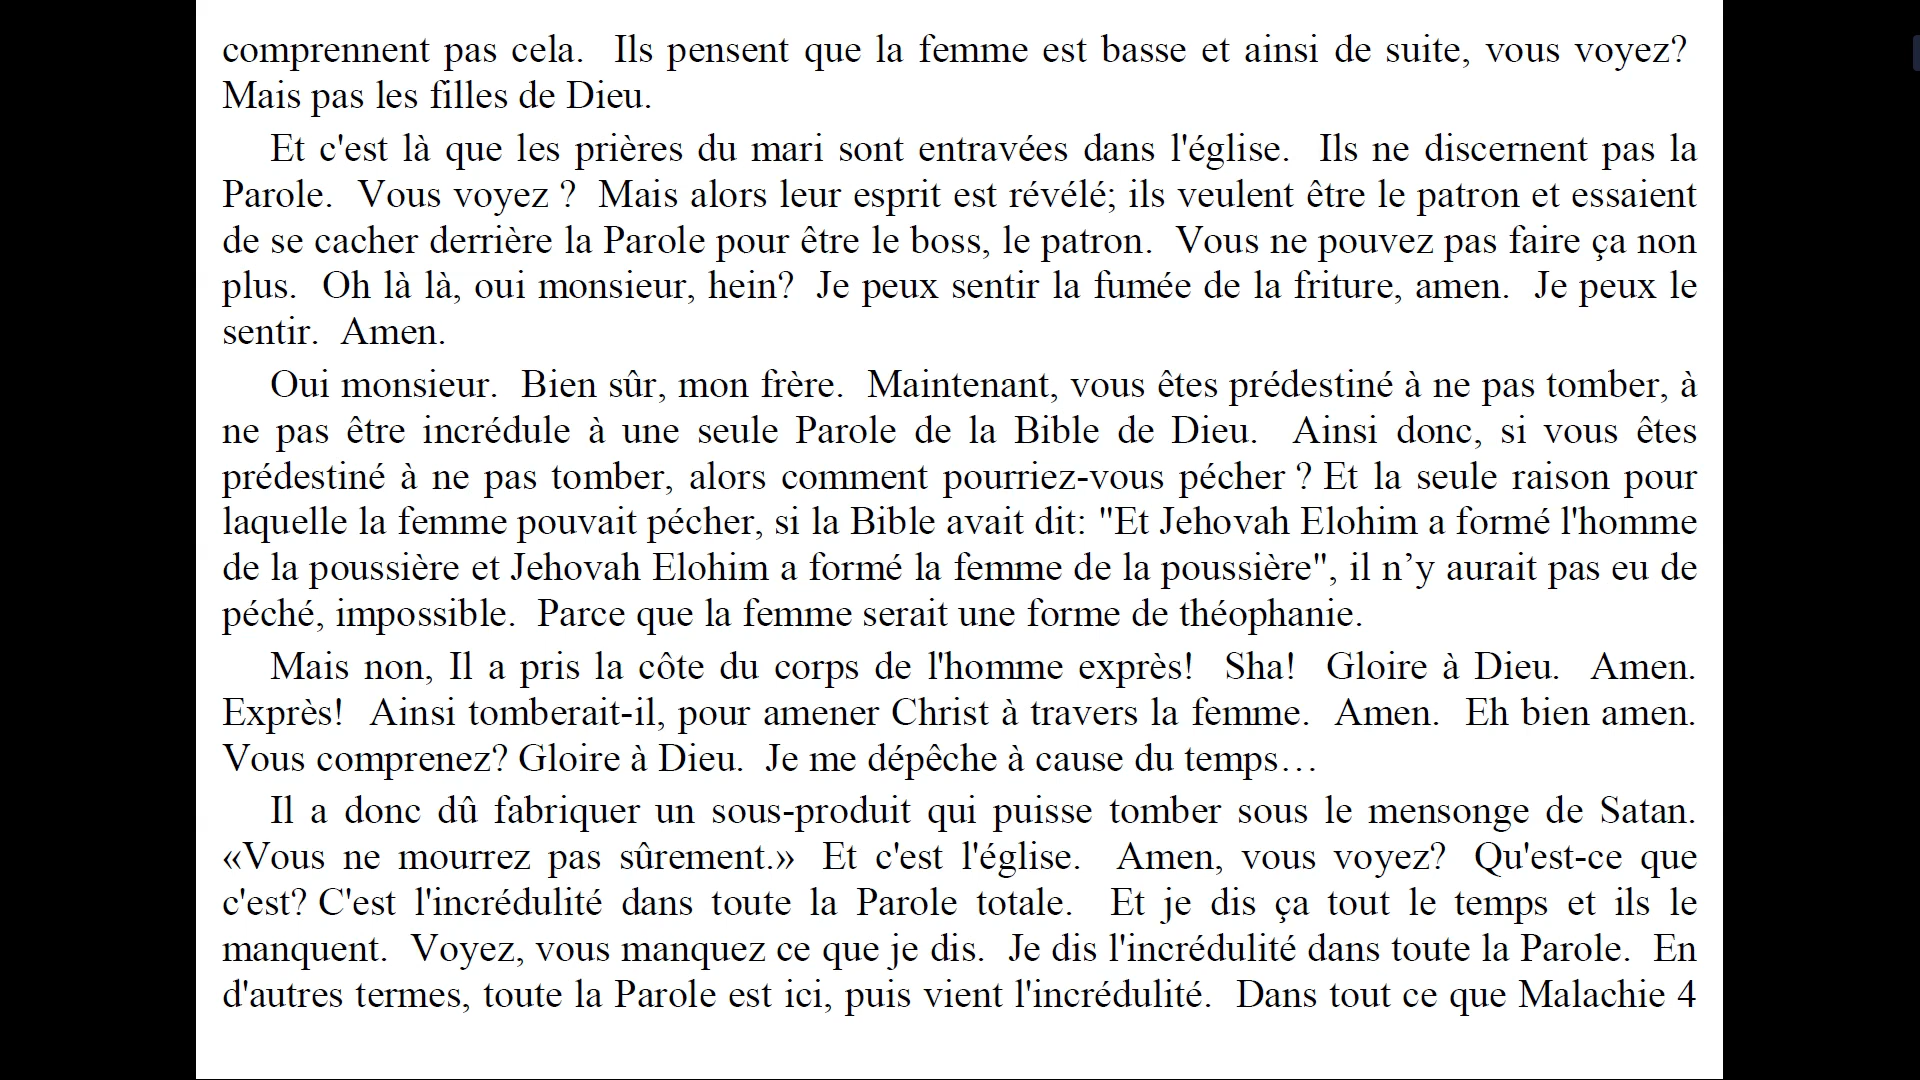 comprennent pas cela.  Ils pensent que la femme est basse et ainsi de suite, vous voyez?
Mais pas les filles de Dieu.
Et c'est là que les prières du mari sont entravées dans l'église.  Ils ne discernent pas la
Parole.  Vous voyez ?  Mais alors leur esprit est révélé; ils veulent être le patron et essaient
de se cacher derrière la Parole pour être le boss, le patron.  Vous ne pouvez pas faire ça non
plus.  Oh là là, oui monsieur, hein?  Je peux sentir la fumée de la friture, amen.  Je peux le
sentir.  Amen.
Oui monsieur.  Bien sûr, mon frère.  Maintenant, vous êtes prédestiné à ne pas tomber, à
ne pas être incrédule à une seule Parole de la Bible de Dieu.  Ainsi donc, si vous êtes
prédestiné à ne pas tomber, alors comment pourriez-vous pécher ? Et la seule raison pour
laquelle la femme pouvait pécher, si la Bible avait dit: "Et Jehovah Elohim a formé l'homme
de la poussière et Jehovah Elohim a formé la femme de la poussière", il n’y aurait pas eu de
péché, impossible.  Parce que la femme serait une forme de théophanie.
Mais non, Il a pris la côte du corps de l'homme exprès!  Sha!  Gloire à Dieu.  Amen.
Exprès!  Ainsi tomberait-il, pour amener Christ à travers la femme.  Amen.  Eh bien amen.
Vous comprenez? Gloire à Dieu.  Je me dépêche à cause du temps…
Il a donc dû fabriquer un sous-produit qui puisse tomber sous le mensonge de Satan.
«Vous ne mourrez pas sûrement.»  Et c'est l'église.  Amen, vous voyez?  Qu'est-ce que
c'est? C'est l'incrédulité dans toute la Parole totale.  Et je dis ça tout le temps et ils le
manquent.  Voyez, vous manquez ce que je dis.  Je dis l'incrédulité dans toute la Parole.  En
d'autres termes, toute la Parole est ici, puis vient l'incrédulité.  Dans tout ce que Malachie 4